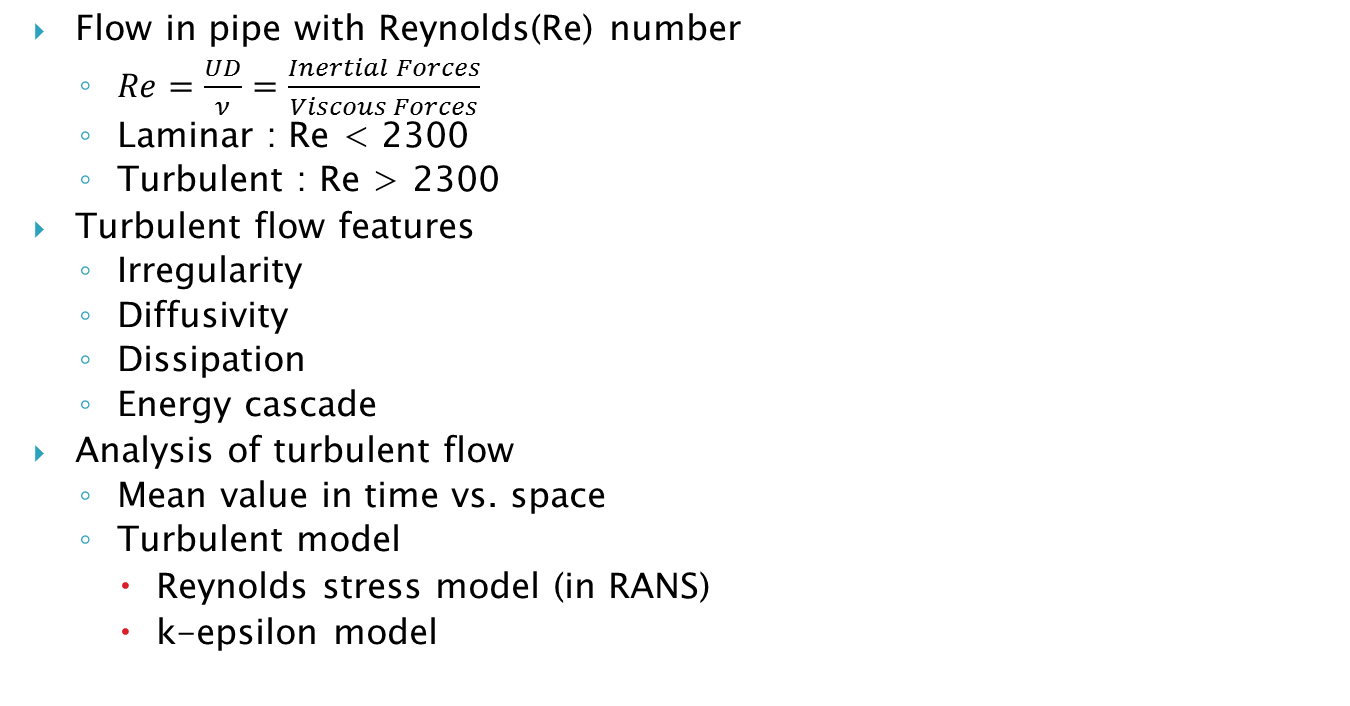 Flow in pipe with Reynolds(Re) number
Re = UD/ν = Inertial Forces/Viscous Forces
Laminar : Re < 2300
Turbulent : Re > 2300
Turbulent flow features
Irregularity
Diffusivity
Dissipation
Energy cascade
Analysis of turbulent flow
Mean value in time vs. space
Turbulent model
Reynolds stress model (in RANS)
k-epsilon model